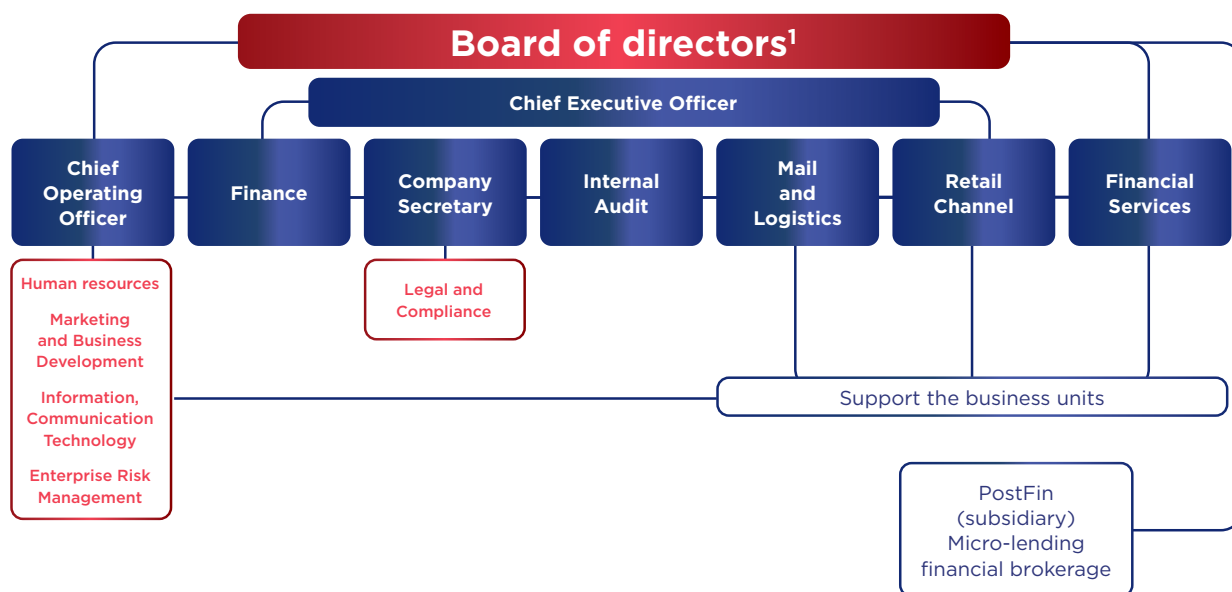 Board of directors¹
Chief Executive Officer
Chief
Operating
Officer
Finance
Company
Secretary
Internal
Audit
Mail
and
Logistics
Retail
Channel
Financial
Services
Human resources
Marketing
and Business
Development
Information,
Communication
Technology
Enterprise Risk
Management
Legal and
Compliance
Support the business units
PostFin
(subsidiary)
Micro-lending
financial brokerage